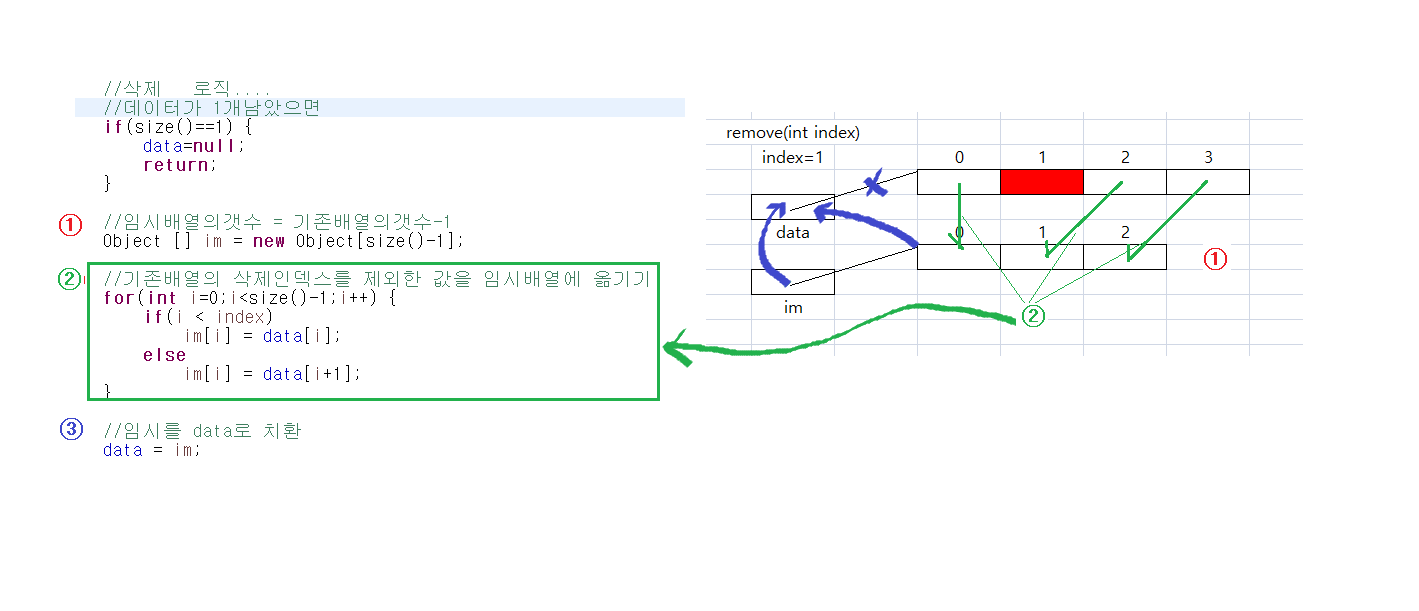 //삭제   로직....
//데이터가 1개남았으면
if(size()==1) {
    data=null;
    return;
}
① //임시배열의갯수 = 기존배열의갯수-1
Object [] im = new Object[size()-1];
② //기존배열의 삭제인덱스를 제외한 값을 임시배열에 옮기기
for(int i=0;i<size()-1;i++) {
    if(i < index)
        im[i] = data[i];
    else
        im[i] = data[i+1];
}
③ //임시를 data로 치환
data = im;
remove(int index)
index=1 0 1 2 3
data 0 1 2
①
im ②